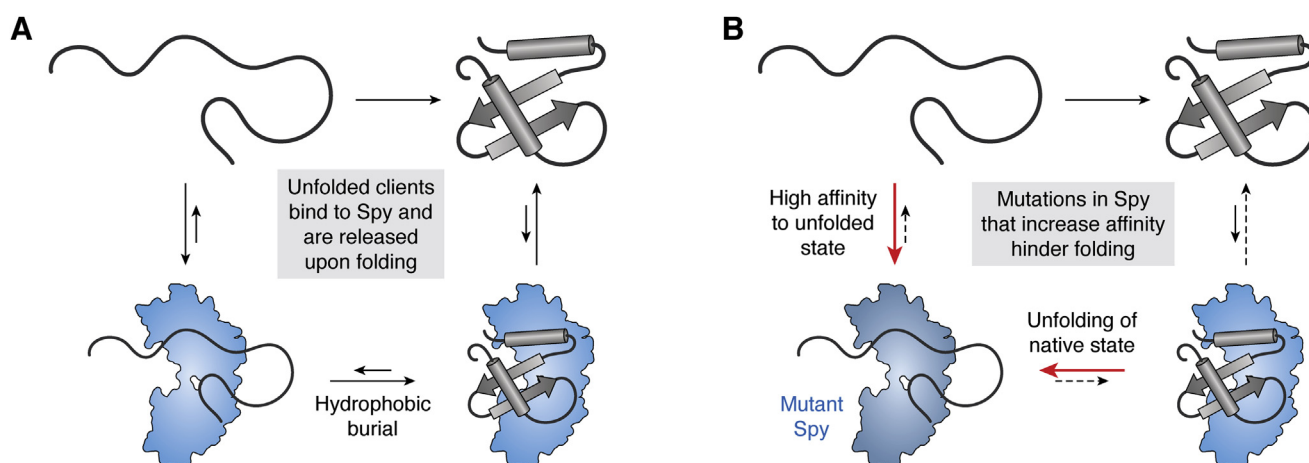 A
Unfolded clients
bind to Spy and
are released
upon folding
Hydrophobic
burial
B
High affinity
to unfolded
state
Mutations in Spy
that increase affinity
hinder folding
Unfolding of
native state
Mutant
Spy